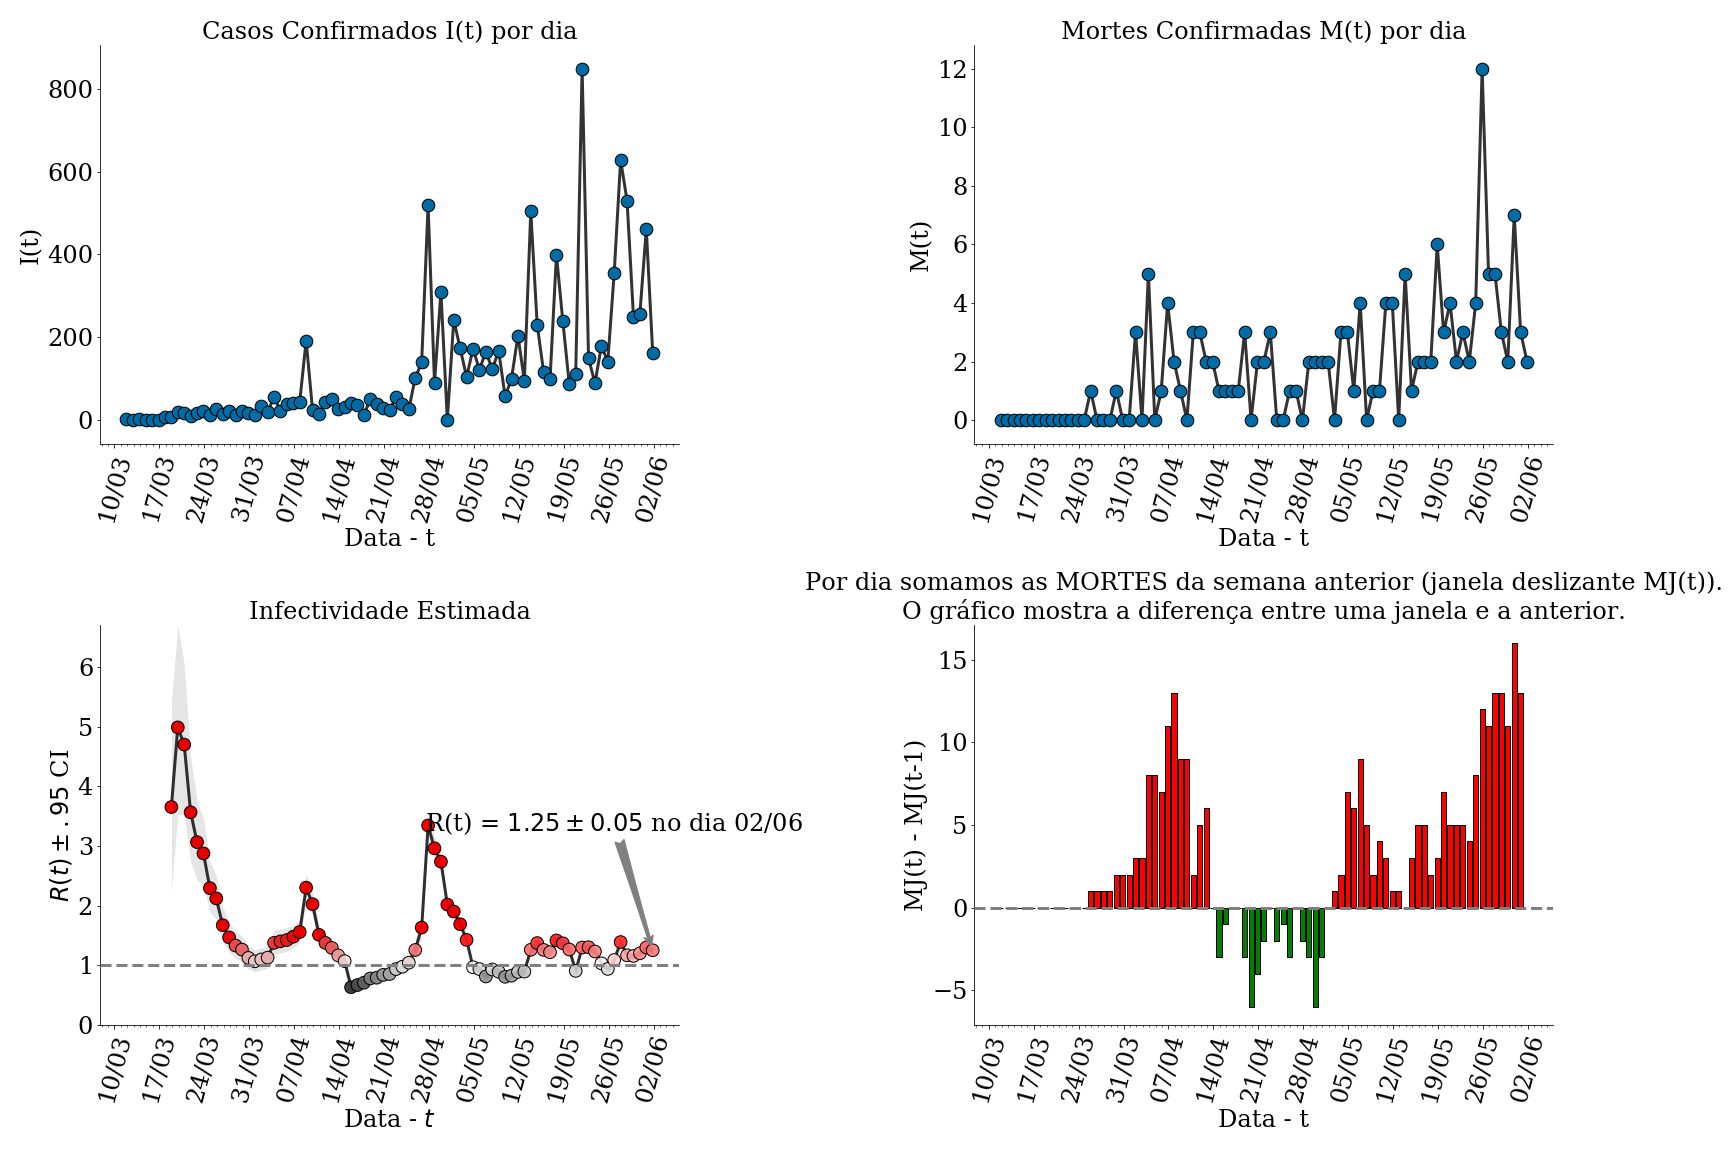 Casos Confirmados I(t) por dia
I(t)
800
600
400
200
0
10/03 17/03 24/03 31/03 07/04 14/04 21/04 28/04 05/05 12/05 19/05 26/05 02/06
Data - t
Mortes Confirmadas M(t) por dia
M(t)
12
10
8
6
4
2
0
10/03 17/03 24/03 31/03 07/04 14/04 21/04 28/04 05/05 12/05 19/05 26/05 02/06
Data - t
Infectividade Estimada
R(t) ± .95 CI
6
5
4
3
2
1
0
R(t) = 1.25 ± 0.05 no dia 02/06
10/03 17/03 24/03 31/03 07/04 14/04 21/04 28/04 05/05 12/05 19/05 26/05 02/06
Data - t
Por dia somamos as MORTES da semana anterior (janela deslizante MJ(t)).
O gráfico mostra a diferença entre uma janela e a anterior.
MJ(t) - MJ(t-1)
15
10
5
0
−5
10/03 17/03 24/03 31/03 07/04 14/04 21/04 28/04 05/05 12/05 19/05 26/05 02/06
Data - t